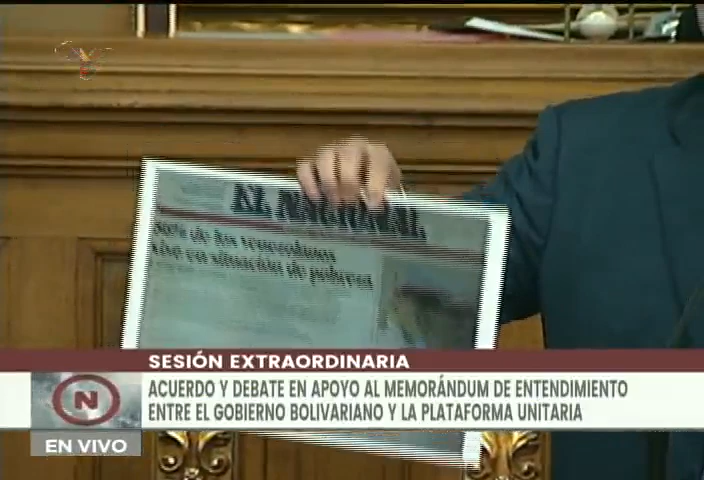 EL NACIONAL
80% de los venezolanos
vive en situación de pobreza
SESIÓN EXTRAORDINARIA
ACUERDO Y DEBATE EN APOYO AL MEMORÁNDUM DE ENTENDIMIENTO
ENTRE EL GOBIERNO BOLIVARIANO Y LA PLATAFORMA UNITARIA
N
EN VIVO